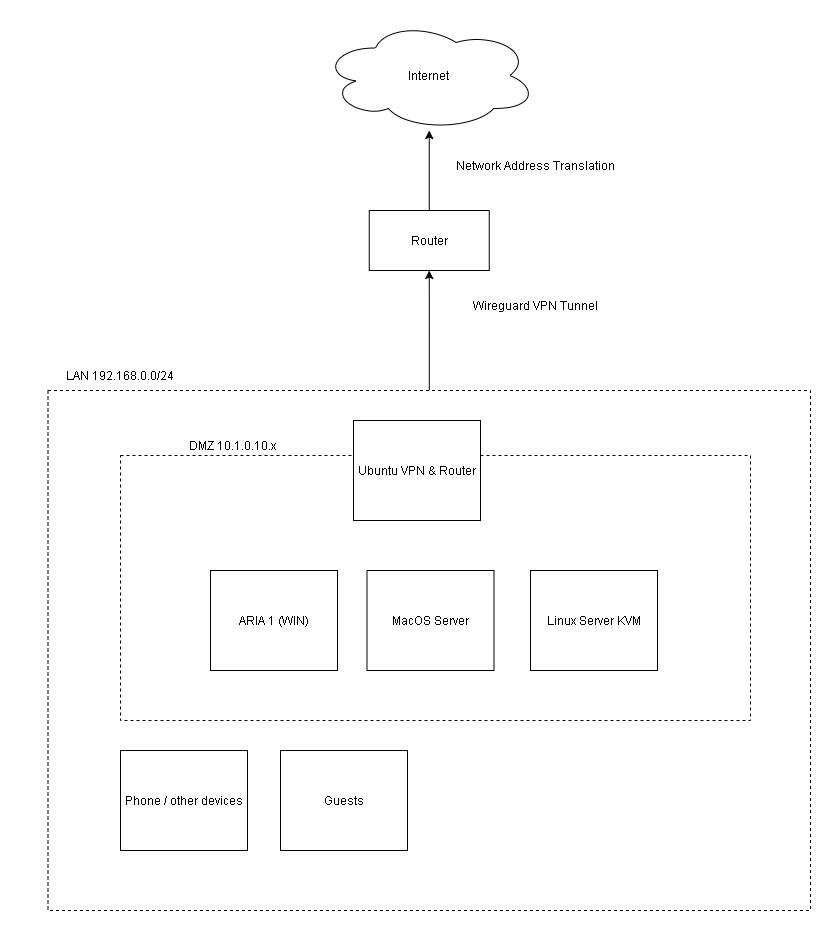 Internet
Network Address Translation
Router
Wireguard VPN Tunnel
LAN 192.168.0.0/24
DMZ 10.1.0.10.x
Ubuntu VPN & Router
ARIA 1 (WIN)
MacOS Server
Linux Server KVM
Phone / other devices
Guests